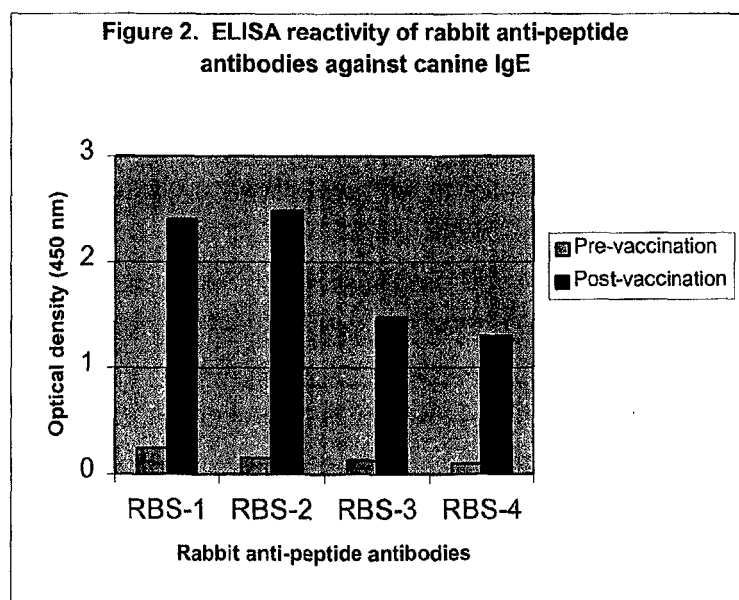 Figure 2. ELISA reactivity of rabbit anti-peptide
antibodies against canine IgE
3
2
1
0
Optical density (450 nm)
RBS-1 RBS-2 RBS-3 RBS-4
Rabbit anti-peptide antibodies
Pre-vaccination
Post-vaccination